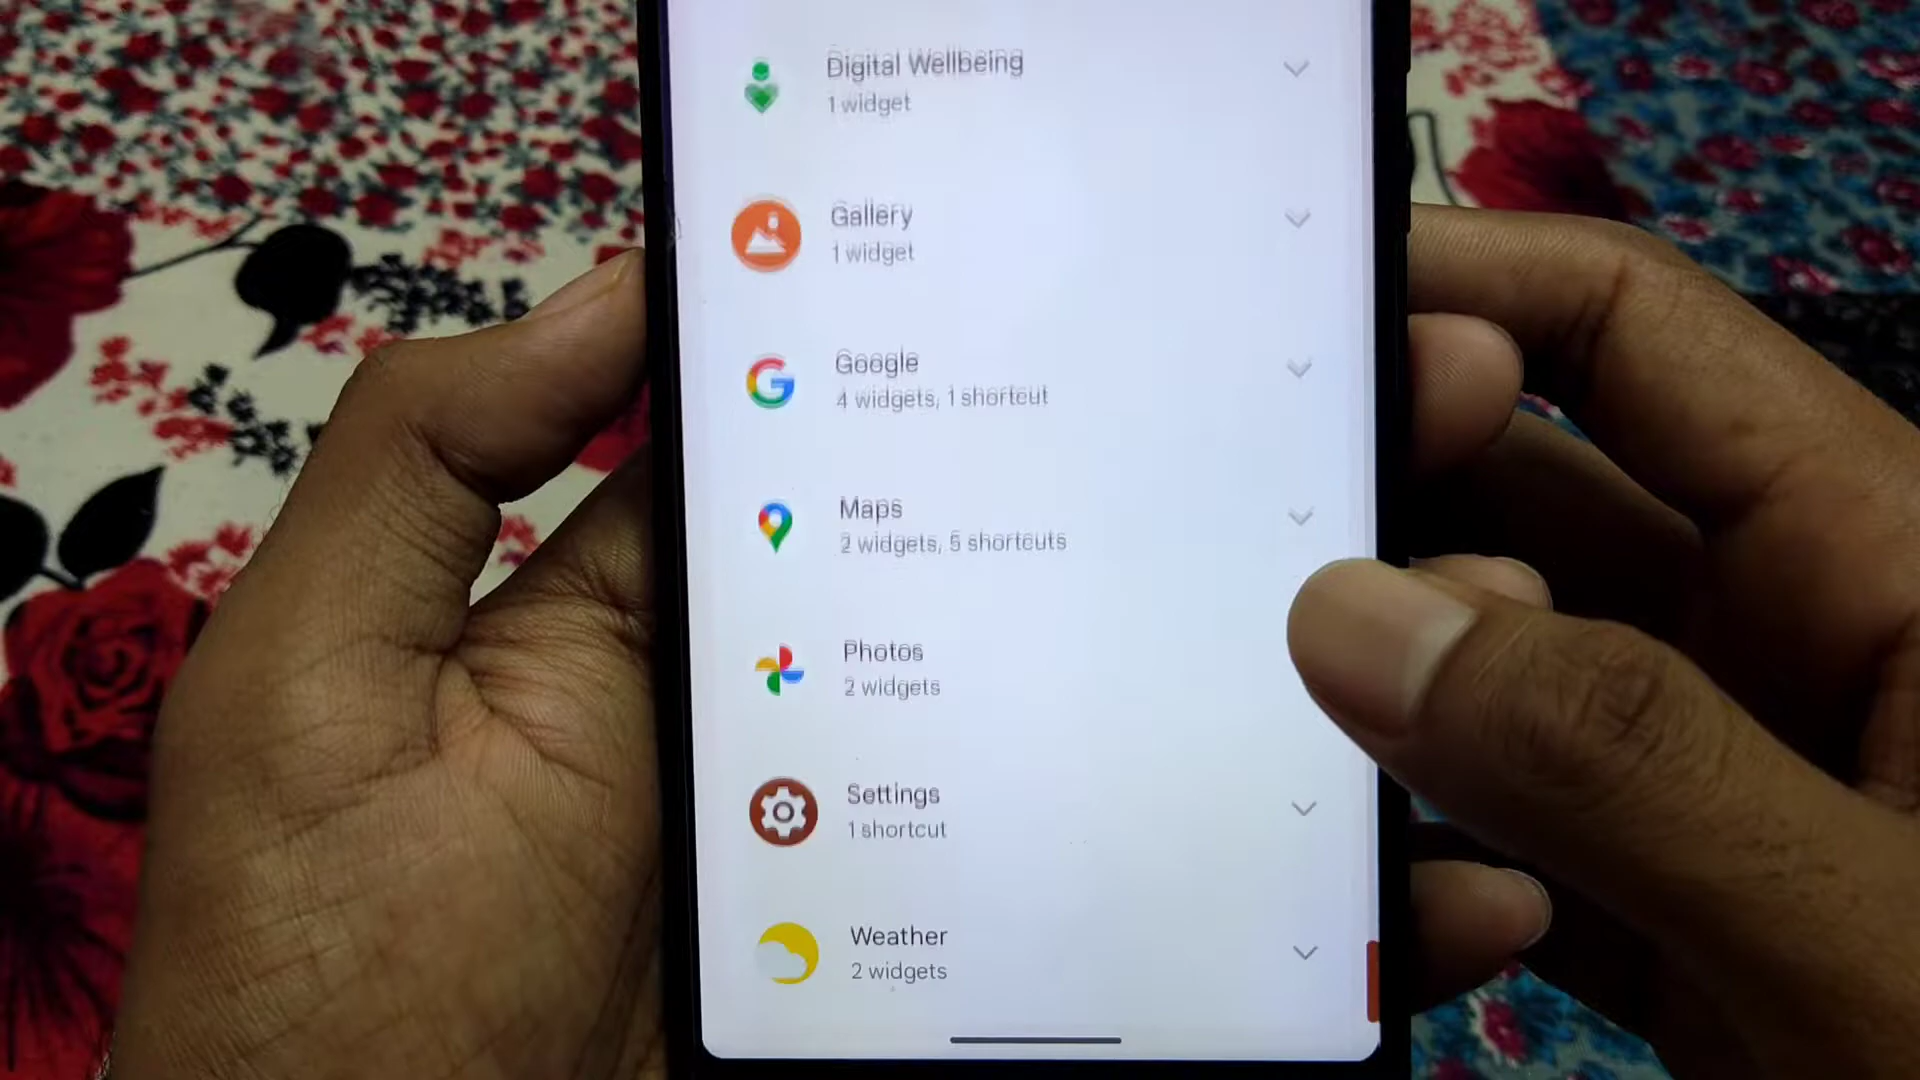 Digital Wellbeing
1 widget
Gallery
1 widget
Google
4 widgets, 1 shortcut
Maps
2 widgets, 5 shortcuts
Photos
2 widgets
Settings
1 shortcut
Weather
2 widgets